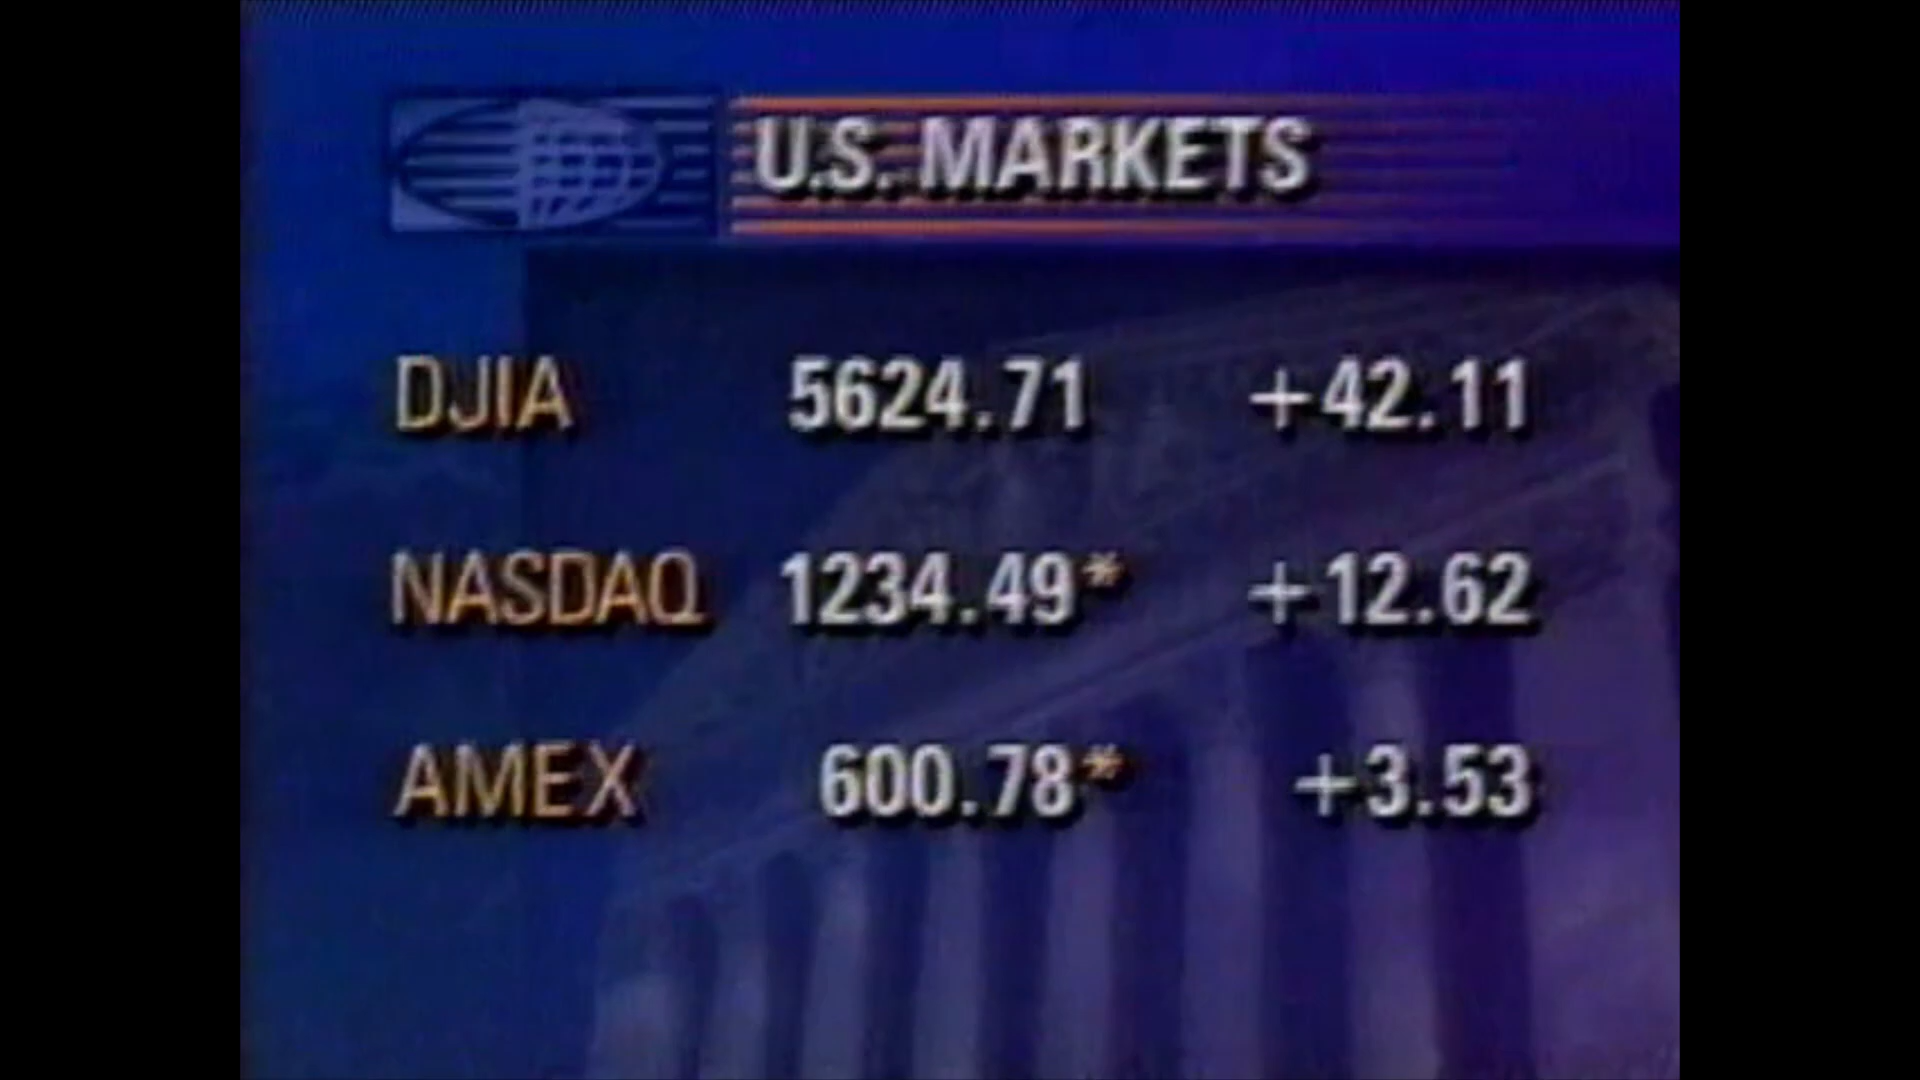 U.S. MARKETS
DJIA 5624.71 +42.11
NASDAQ 1234.49* +12.62
AMEX 600.78* +3.53